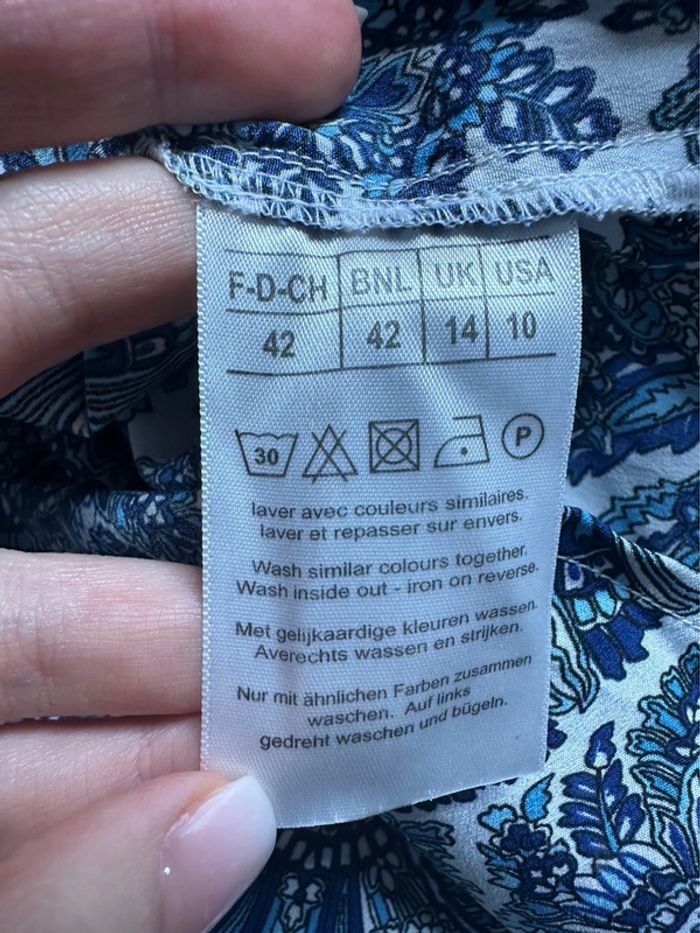 F-D-CH BNL UK USA
42 42 14 10
30 P
laver avec couleurs similaires.
laver et repasser sur envers.
Wash similar colours together.
Wash inside out - iron on reverse.
Met gelijkaardige kleuren wassen.
Averechts wassen en strijken.
Nur mit ähnlichen Farben zusammen
waschen. Auf links
gedreht waschen und bügeln.